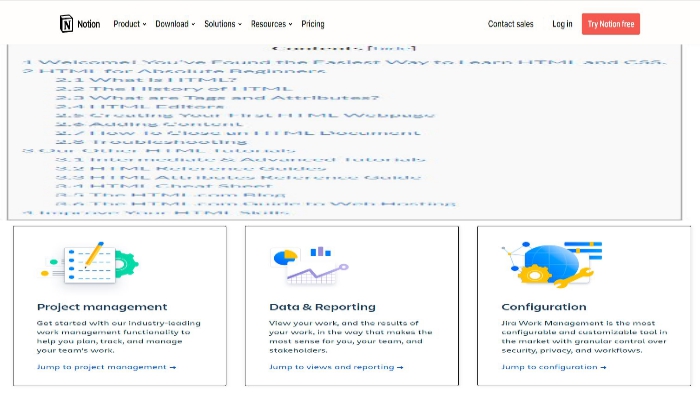 Notion Product Download Solutions Resources Pricing Contact sales Log in Try Notion free
Contents [hide]
1 Welcome! You've Found the Easiest Way to Learn HTML and CSS.
2 HTML for Absolute Beginners
2.1 What is HTML?
2.2 The History of HTML
2.3 What are Tags and Attributes?
2.4 HTML Editors
2.5 Creating Your First HTML Webpage
2.6 Adding Content
2.7 How To Close an HTML Document
2.8 Troubleshooting
3 Our Other HTML Tutorials
3.1 Intermediate & Advanced Tutorials
3.2 HTML Reference Guides
3.3 HTML Attributes Reference Guide
3.4 HTML Cheat Sheet
3.5 The HTML.com Blog
3.6 The HTML.com Guide to Web Hosting
4 Improve Your HTML Skills
Project management
Get started with our industry-leading
work management functionality to
help you plan, track, and manage
your team's work.
Jump to project management →
Data & Reporting
View your work, and the results of
your work, in the way that makes the
most sense for you, your team, and
stakeholders.
Jump to views and reporting →
Configuration
Jira Work Management is the most
configurable and customizable tool in
the market with granular control over
security, privacy, and workflows.
Jump to configuration →